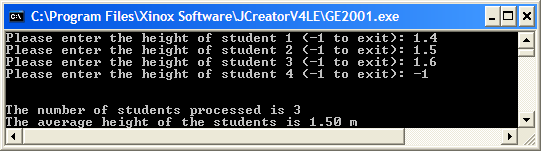 C:\Program Files\Xinox Software\JCreatorV4LE\GE2001.exe
Please enter the height of student 1 (-1 to exit): 1.4
Please enter the height of student 2 (-1 to exit): 1.5
Please enter the height of student 3 (-1 to exit): 1.6
Please enter the height of student 4 (-1 to exit): -1
The number of students processed is 3
The average height of the students is 1.50 m